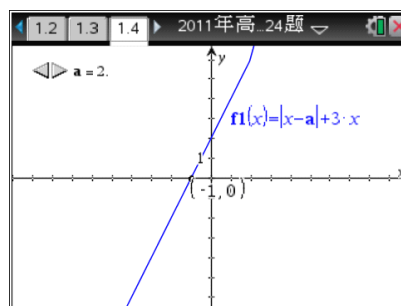 1.2 1.3 1.4 2011年高…24题
a = 2.
y
f1(x)=|x-a|+3·x
1
x
(-1,0)